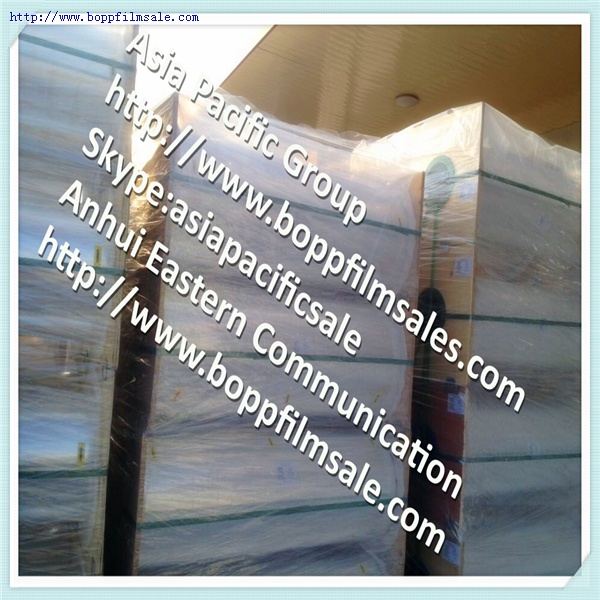 http://www.boppfilmsale.com
Asia Pacific Group
http://www.boppfilmsales.com
Skype:asiapacificsale
Anhui Eastern Communication
http://www.boppfilmsale.com